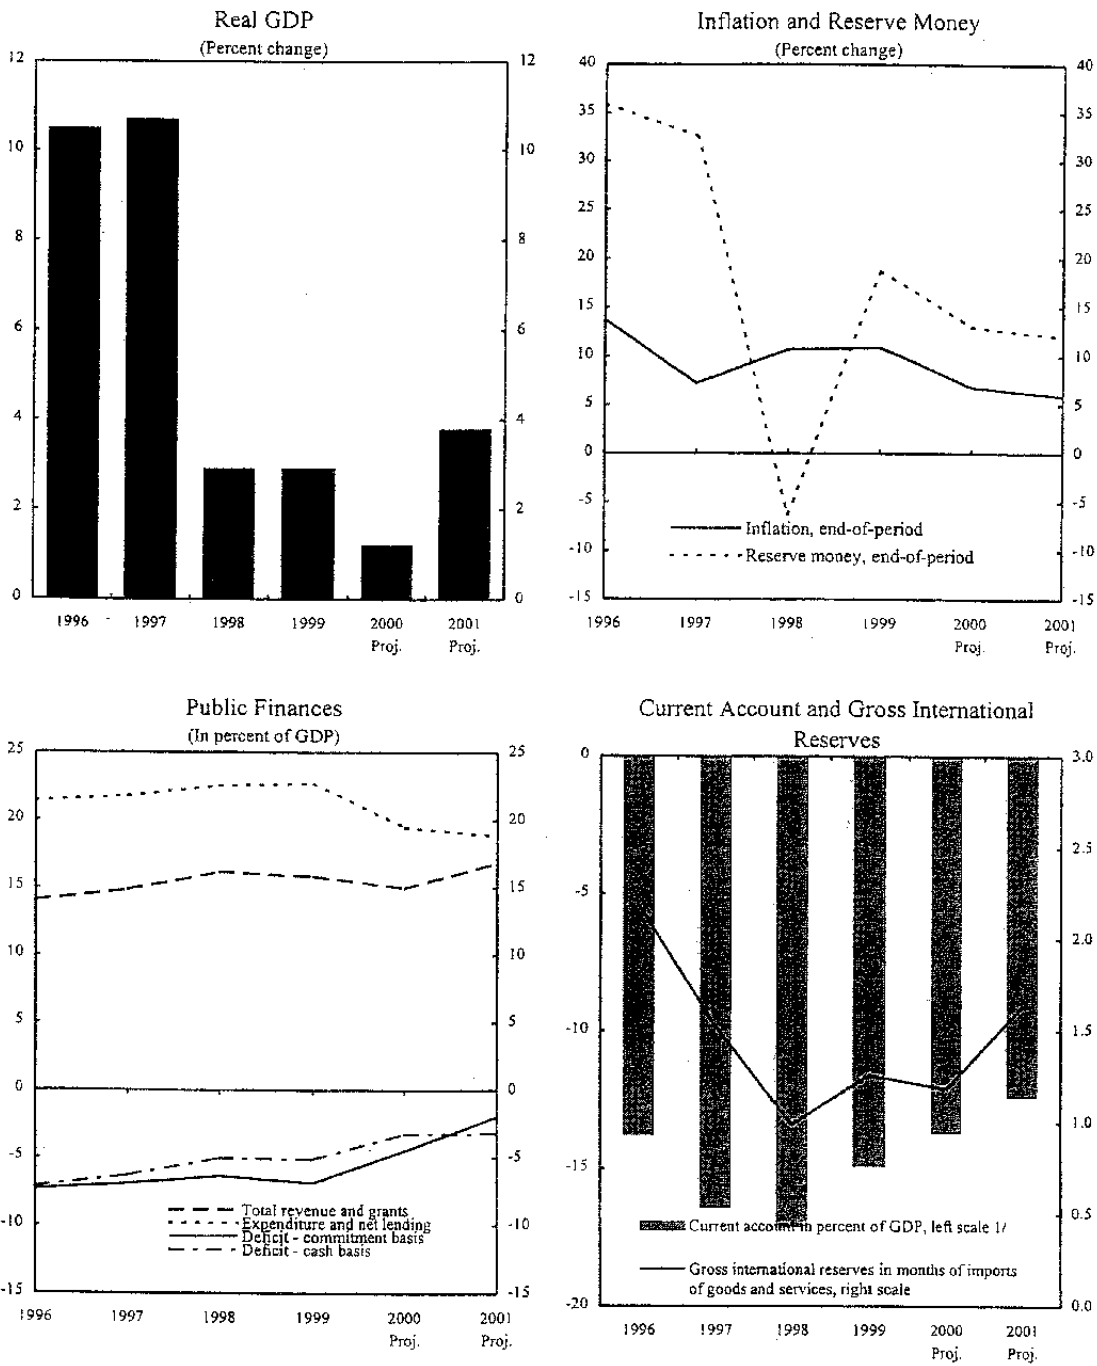 Real GDP
(Percent change)
12 12
10 10
8 8
6 6
4 4
2 2
0 0
1996 1997 1998 1999 2000 2001
Proj. Proj.
Inflation and Reserve Money
(Percent change)
40 40
35 35
30 30
25 25
20 20
15 15
10 10
5 5
0 0
-5 -5
Inflation, end-of-period
-10 -10
Reserve money, end-of-period
-15 -15
1996 1997 1998 1999 2000 2001
Proj. Proj.
Public Finances
(In percent of GDP)
25 25
20 20
15 15
10 10
5 5
0 0
-5 -5
-10 -10
Total revenue and grants
Expenditure and net lending
Deficit - commitment basis
Deficit - cash basis
-15 -15
1996 1997 1998 1999 2000 2001
Proj. Proj.
Current Account and Gross International
Reserves
0 3.0
2.5
-5
2.0
-10 1.5
1.0
-15
0.5
Current account in percent of GDP, left scale 1/
Gross international reserves in months of imports
of goods and services, right scale
-20 0.0
1996 1997 1998 1999 2000 2001
Proj. Proj.